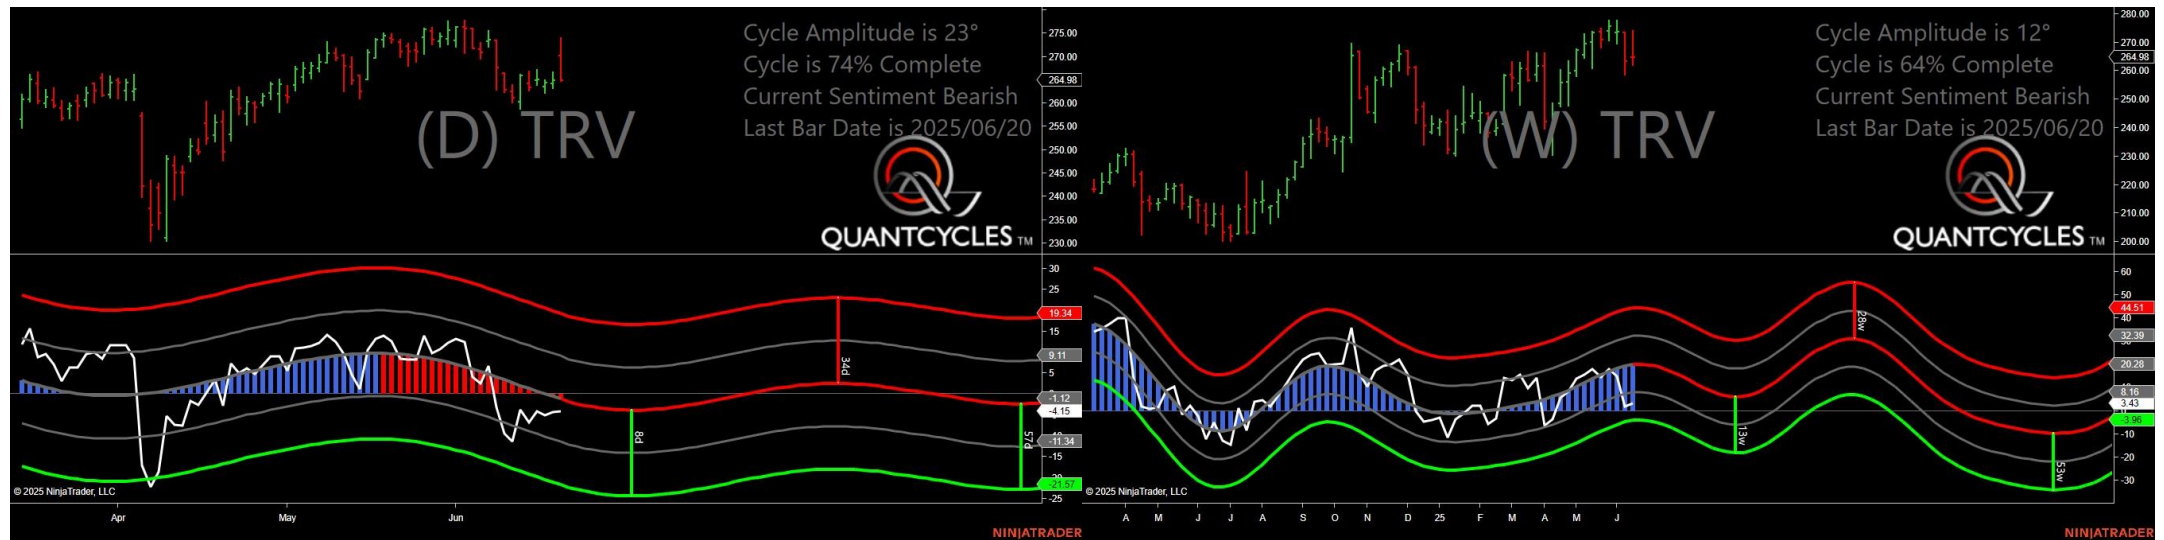 Cycle Amplitude is 23°
Cycle is 74% Complete
Current Sentiment Bearish
Last Bar Date is 2025/06/20
(D) TRV
QUANTCYCLES TM
275.00
270.00
264.98
260.00
255.00
250.00
245.00
240.00
235.00
230.00
30
25
19.34
15
9.11
5
-1.12
-4.15
-11.34
-15
-21.57
-25
8d
34d
57d
© 2025 NinjaTrader, LLC
Apr
May
Jun
NINJATRADER
Cycle Amplitude is 12°
Cycle is 64% Complete
Current Sentiment Bearish
Last Bar Date is 2025/06/20
(W) TRV
QUANTCYCLES TM
280.00
270.00
264.98
260.00
250.00
240.00
230.00
220.00
210.00
200.00
60
50
44.51
40
32.39
20.28
8.16
3.43
-3.96
-10
-20
-30
13w
28w
53w
© 2025 NinjaTrader, LLC
A M J J A S O N D 25 F M A M J
NINJATRADER